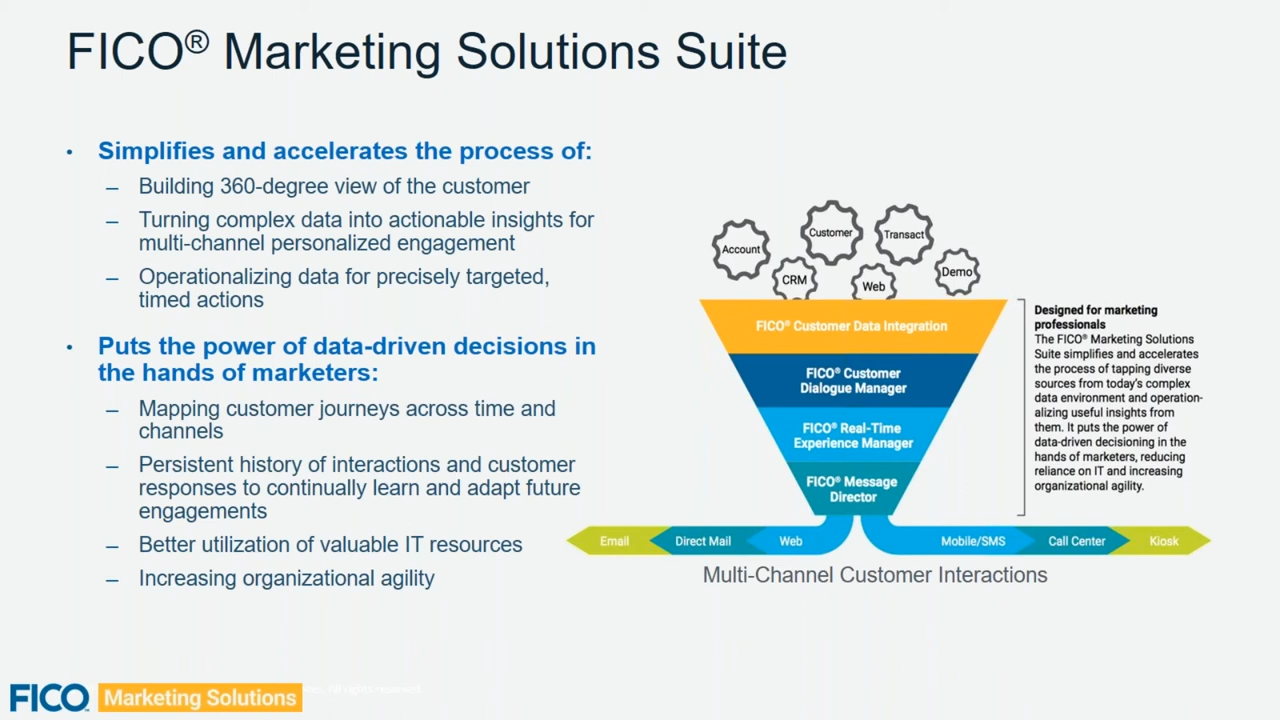 FICO® Marketing Solutions Suite
• Simplifies and accelerates the process of:
– Building 360-degree view of the customer
– Turning complex data into actionable insights for
multi-channel personalized engagement
– Operationalizing data for precisely targeted,
timed actions
• Puts the power of data-driven decisions in
the hands of marketers:
– Mapping customer journeys across time and
channels
– Persistent history of interactions and customer
responses to continually learn and adapt future
engagements
– Better utilization of valuable IT resources
– Increasing organizational agility
Account
Customer
Transact
CRM
Web
Demo
FICO® Customer Data Integration
FICO® Customer
Dialogue Manager
FICO® Real-Time
Experience Manager
FICO® Message
Director
Designed for marketing
professionals
The FICO® Marketing Solutions
Suite simplifies and accelerates
the process of tapping diverse
sources from today's complex
data environment and operation-
alizing useful insights from
them. It puts the power of
data-driven decisioning in the
hands of marketers, reducing
reliance on IT and increasing
organizational agility.
Email
Direct Mail
Web
Mobile/SMS
Call Center
Kiosk
Multi-Channel Customer Interactions
FICO™ Marketing Solutions
All rights reserved.